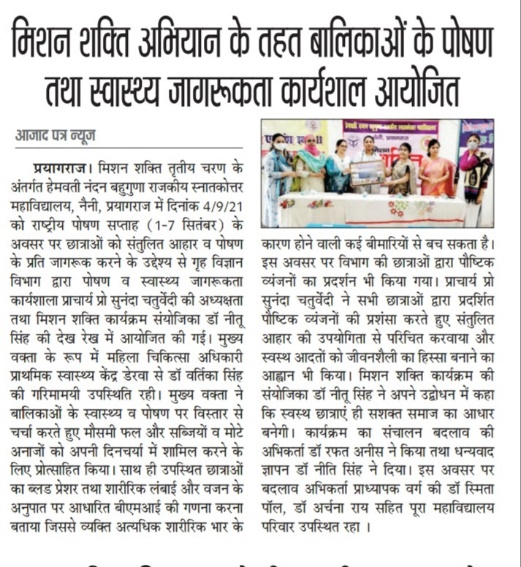 मिशन शक्ति अभियान के तहत बालिकाओं के पोषण
तथा स्वास्थ्य जागरूकता कार्यशाल आयोजित
आजाद पत्र न्यूज
प्रयागराज। मिशन शक्ति तृतीय चरण के
अंतर्गत हेमवती नंदन बहुगुणा राजकीय स्नातकोत्तर
महाविद्यालय, नैनी, प्रयागराज में दिनांक 4/9/21
को राष्ट्रीय पोषण सप्ताह (1-7 सितंबर) के
अवसर पर छात्राओं को संतुलित आहार व पोषण
के प्रति जागरूक करने के उद्देश्य से गृह विज्ञान
विभाग द्वारा पोषण व स्वास्थ्य जागरूकता
कार्यशाला प्राचार्य प्रो सुनंदा चतुर्वेदी की अध्यक्षता
तथा मिशन शक्ति कार्यक्रम संयोजिका डॉ नीतू
सिंह की देख रेख में आयोजित की गई। मुख्य
वक्ता के रूप में महिला चिकित्सा अधिकारी
प्राथमिक स्वास्थ्य केंद्र डेरवा से डॉ वर्तिका सिंह
की गरिमामयी उपस्थिति रही। मुख्य वक्ता ने
बालिकाओं के स्वास्थ्य व पोषण पर विस्तार से
चर्चा करते हुए मौसमी फल और सब्जियों व मोटे
अनाजों को अपनी दिनचर्या में शामिल करने के
लिए प्रोत्साहित किया। साथ ही उपस्थित छात्राओं
का ब्लड प्रेशर तथा शारीरिक लंबाई और वजन के
अनुपात पर आधारित बीएमआई की गणना करना
बताया जिससे व्यक्ति अत्यधिक शारीरिक भार के
कारण होने वाली कई बीमारियों से बच सकता है।
इस अवसर पर विभाग की छात्राओं द्वारा पौष्टिक
व्यंजनों का प्रदर्शन भी किया गया। प्राचार्य प्रो
सुनंदा चतुर्वेदी ने सभी छात्राओं द्वारा प्रदर्शित
पौष्टिक व्यंजनों की प्रशंसा करते हुए संतुलित
आहार की उपयोगिता से परिचित करवाया और
स्वस्थ आदतों को जीवनशैली का हिस्सा बनाने का
आह्वान भी किया। मिशन शक्ति कार्यक्रम की
संयोजिका डॉ नीतू सिंह ने अपने उद्बोधन में कहा
कि स्वस्थ छात्राएं ही सशक्त समाज का आधार
बनेगी। कार्यक्रम का संचालन बदलाव की
अभिकर्ता डॉ रफत अनीस ने किया तथा धन्यवाद
ज्ञापन डॉ नीति सिंह ने दिया। इस अवसर पर
बदलाव अभिकर्ता प्राध्यापक वर्ग की डॉ स्मिता
पॉल, डॉ अर्चना राय सहित पूरा महाविद्यालय
परिवार उपस्थित रहा ।